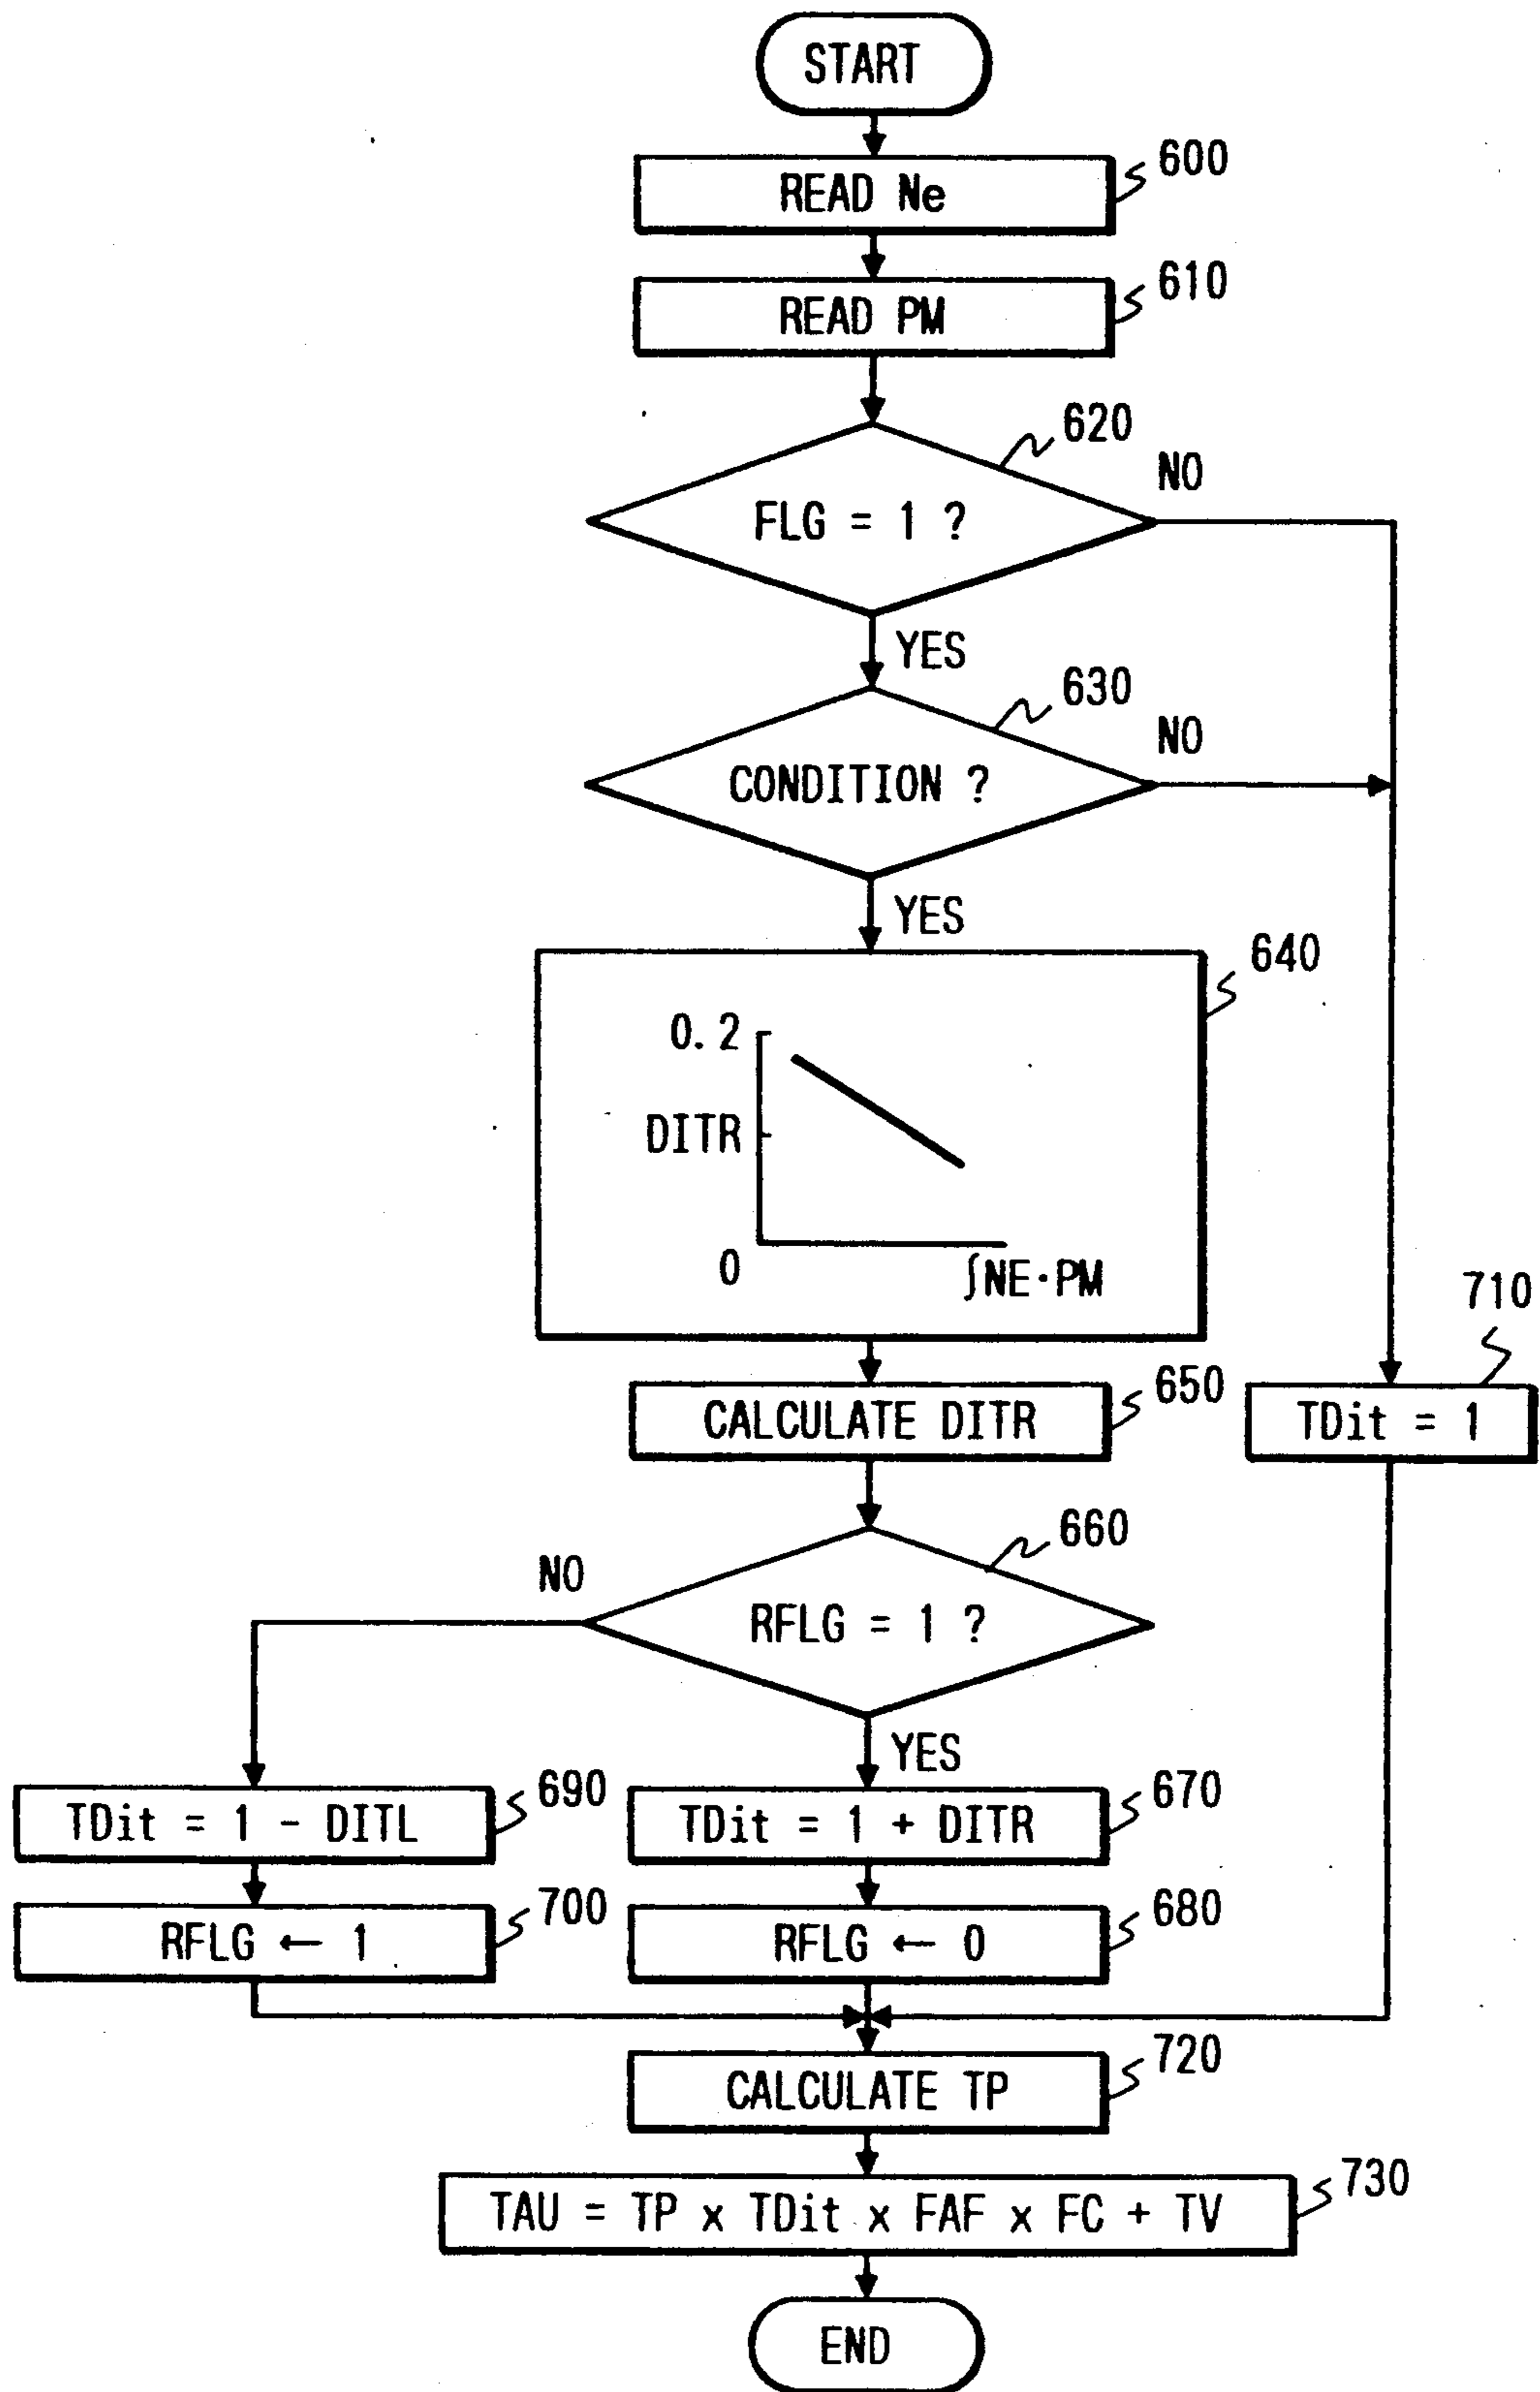 START
600
READ Ne
610
READ PM
620
NO
FLG = 1 ?
YES
630
NO
CONDITION ?
YES
640
0.2
DITR
0
∫NE·PM
710
650
CALCULATE DITR
TDit = 1
660
NO
RFLG = 1 ?
YES
690
670
TDit = 1 - DITL
TDit = 1 + DITR
700
680
RFLG ← 1
RFLG ← 0
720
CALCULATE TP
730
TAU = TP x TDit x FAF x FC + TV
END